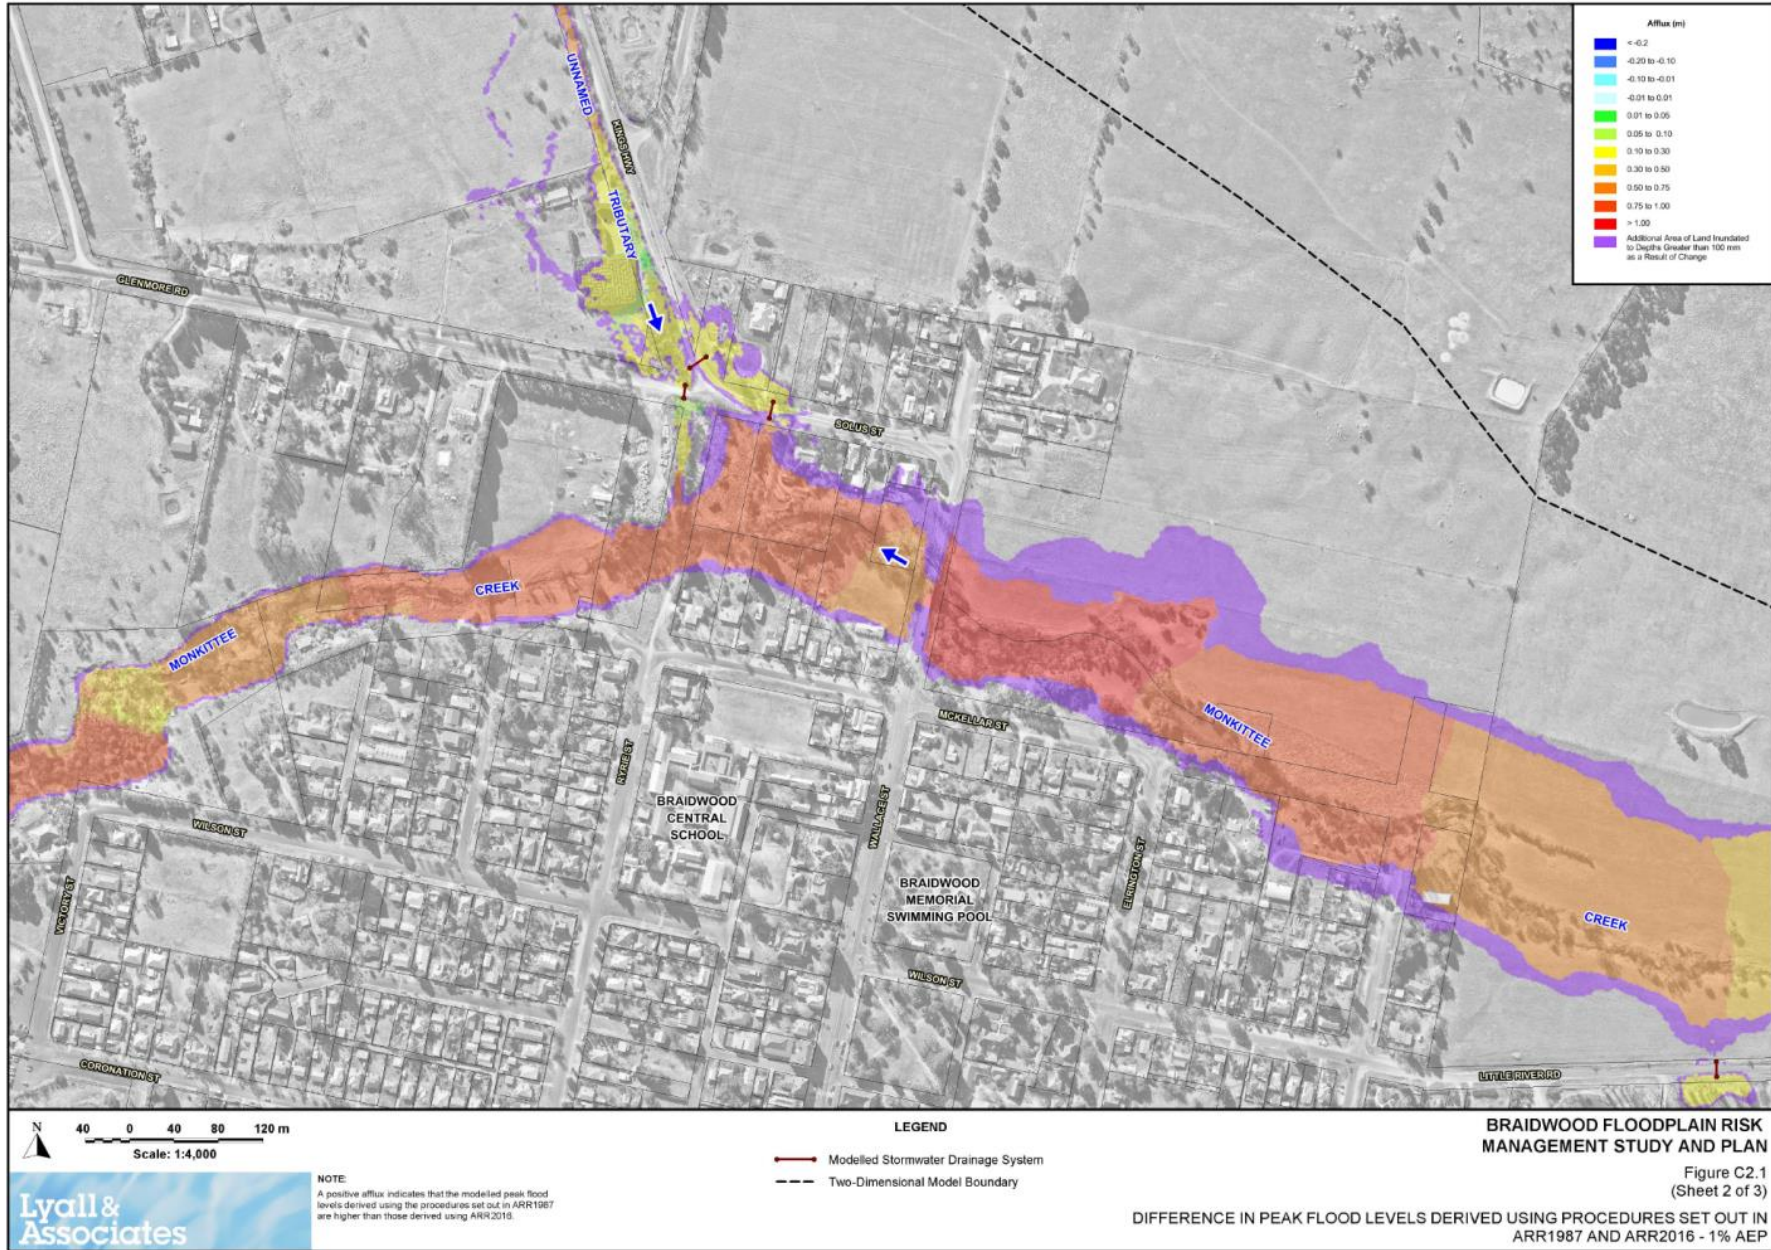 Afflux (m)
< -0.2
-0.20 to -0.10
-0.10 to -0.01
-0.01 to 0.01
0.01 to 0.05
0.05 to 0.10
0.10 to 0.30
0.30 to 0.50
0.50 to 0.75
0.75 to 1.00
> 1.00
Additional Area of Land Inundated
to Depths Greater than 100 mm
as a Result of Change
UNNAMED
KINGS HWY
TRIBUTARY
GLENMORE RD
SOLUS ST
CREEK
MONKITTEE
MCKELLAR ST
MONKITTEE
RYRIE ST
BRAIDWOOD
CENTRAL
SCHOOL
WALLACE ST
WILSON ST
VICTORY ST
BRAIDWOOD
MEMORIAL
SWIMMING POOL
ELRINGTON ST
CREEK
WILSON ST
CORONATION ST
LITTLE RIVER RD
N
40 0 40 80 120 m
Scale: 1:4,000
Lyall &
Associates
NOTE:
A positive afflux indicates that the modelled peak flood
levels derived using the procedures set out in ARR1987
are higher than those derived using ARR2016.
LEGEND
Modelled Stormwater Drainage System
Two-Dimensional Model Boundary
BRAIDWOOD FLOODPLAIN RISK
MANAGEMENT STUDY AND PLAN
Figure C2.1
(Sheet 2 of 3)
DIFFERENCE IN PEAK FLOOD LEVELS DERIVED USING PROCEDURES SET OUT IN
ARR1987 AND ARR2016 - 1% AEP